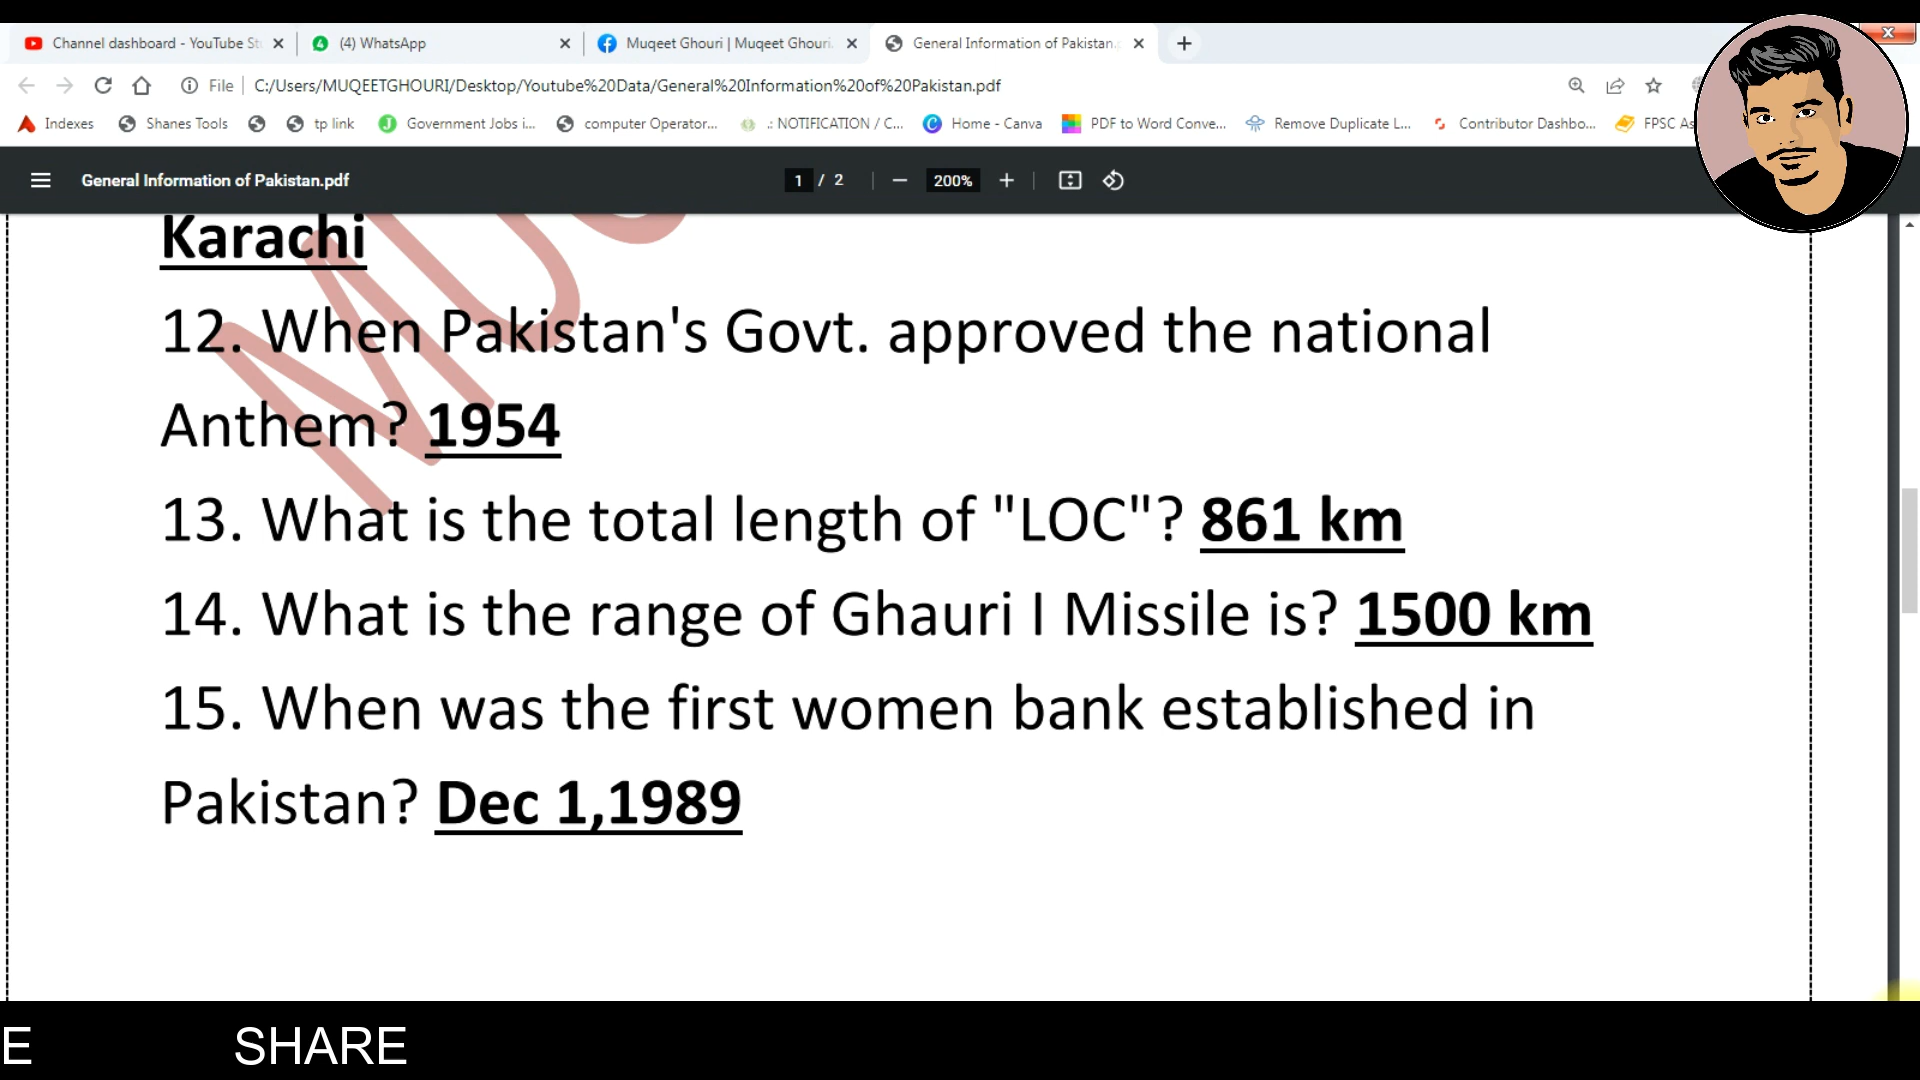 Channel dashboard - YouTube St
(4) WhatsApp
Muqeet Ghouri | Muqeet Ghouri
General Information of Pakistan.
File
C:/Users/MUQEETGHOURI/Desktop/Youtube%20Data/General%20Information%20of%20Pakistan.pdf
Indexes
Shanes Tools
tp link
Government Jobs i...
computer Operator...
.: NOTIFICATION / C...
Home - Canva
PDF to Word Conve...
Remove Duplicate L...
Contributor Dashbo...
FPSC As
General Information of Pakistan.pdf
1 / 2
200%
Karachi
12. When Pakistan's Govt. approved the national
Anthem? 1954
13. What is the total length of "LOC"? 861 km
14. What is the range of Ghauri I Missile is? 1500 km
15. When was the first women bank established in
Pakistan? Dec 1,1989
E SHARE